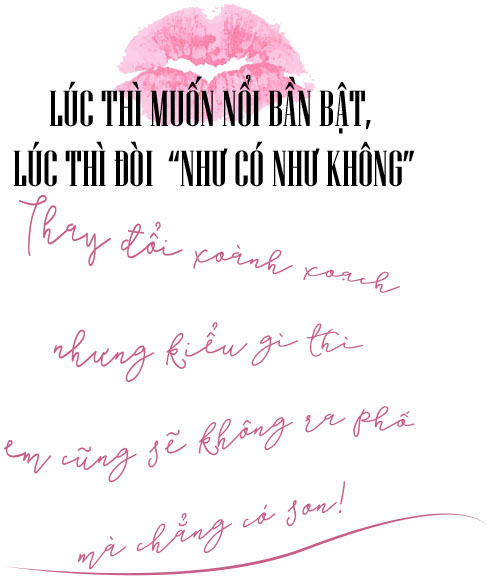 LÚC THÌ MUỐN NỔI BẦN BẬT,
LÚC THÌ ĐÒI “NHƯ CÓ NHƯ KHÔNG”
Thay đổi xoành xoạch
nhưng kiểu gì thì
em cũng sẽ không ra phố
mà chẳng có son!